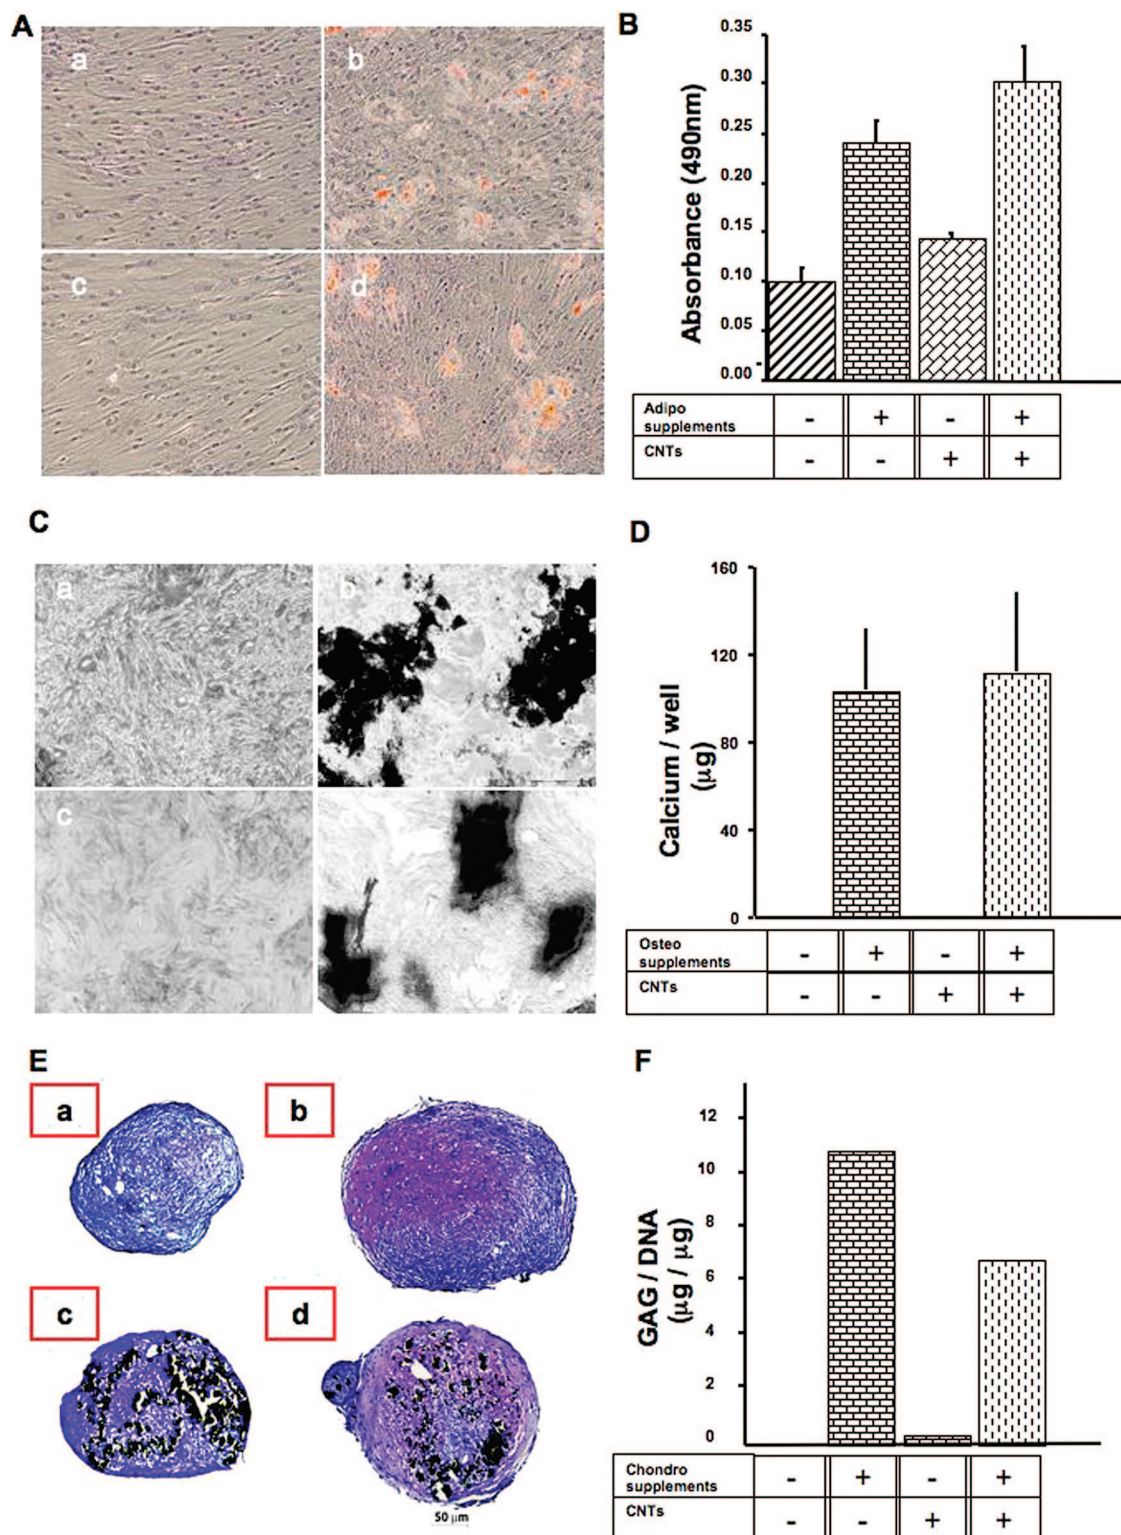 A
a
b
c
d
B
Absorbance (490nm)
0.35
0.30
0.25
0.20
0.15
0.10
0.05
0.00
Adipo supplements - + - +
CNTs - - + +
C
a
b
c
D
Calcium / well
(μg)
160
120
80
40
0
Osteo supplements - + - +
CNTs - - + +
E
a
b
c
d
50 μm
F
GAG / DNA
(μg / μg)
12
10
8
6
4
2
0
Chondro supplements - + - +
CNTs - - + +